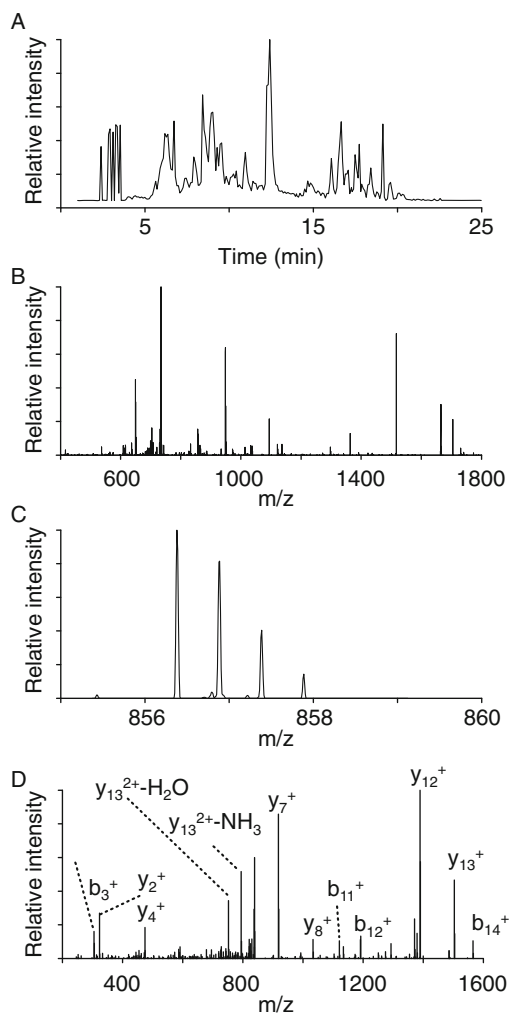 A
Relative intensity
5
15
25
Time (min)
B
Relative intensity
600
1000
1400
1800
m/z
C
Relative intensity
856
858
860
m/z
D
Relative intensity
y₁₃²⁺-H₂O
y₁₃²⁺-NH₃
y₇⁺
y₁₂⁺
b₃⁺
y₂⁺
y₄⁺
b₁₁⁺
y₈⁺
b₁₂⁺
y₁₃⁺
b₁₄⁺
400
800
1200
1600
m/z